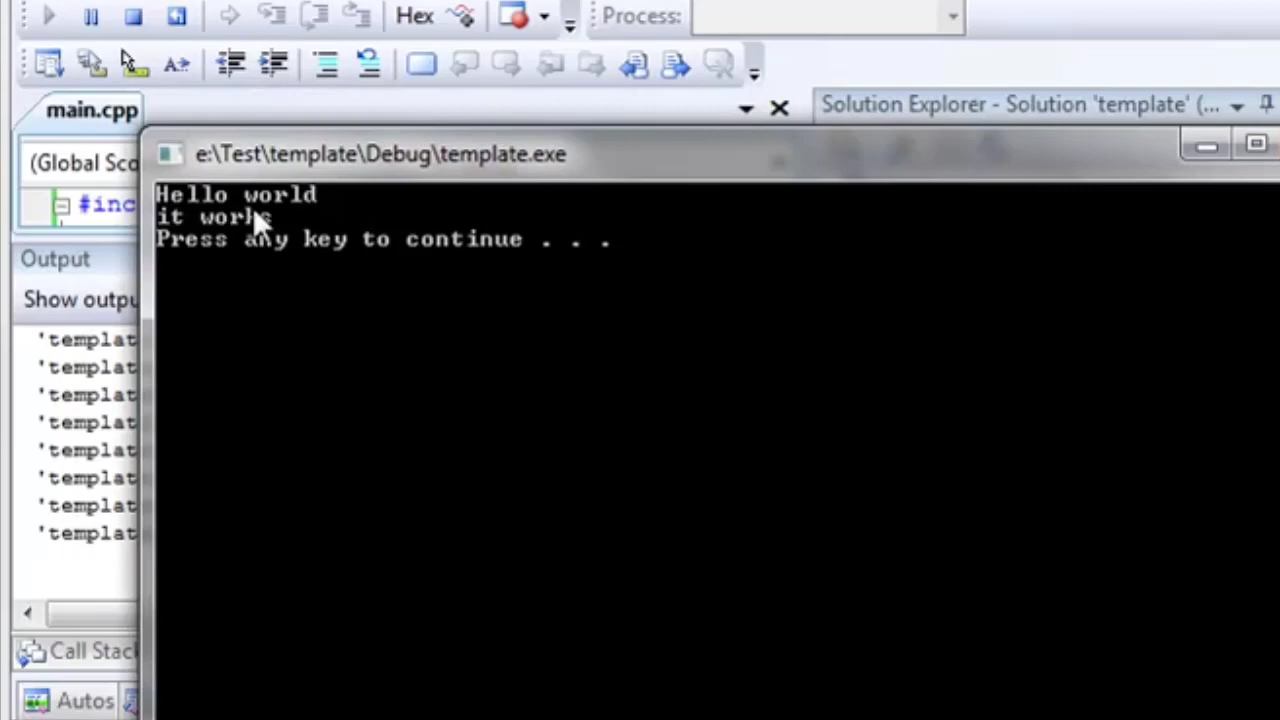 Hex
Process:
A
main.cpp
Solution Explorer - Solution 'template' (...
(Global Sco
e:\Test\template\Debug\template.exe
#inc
Hello world
it works
Press any key to continue . . .
Output
Show outpu
'templat
'templat
'templat
'templat
'templat
'templat
'templat
'templat
Call Stac
Autos